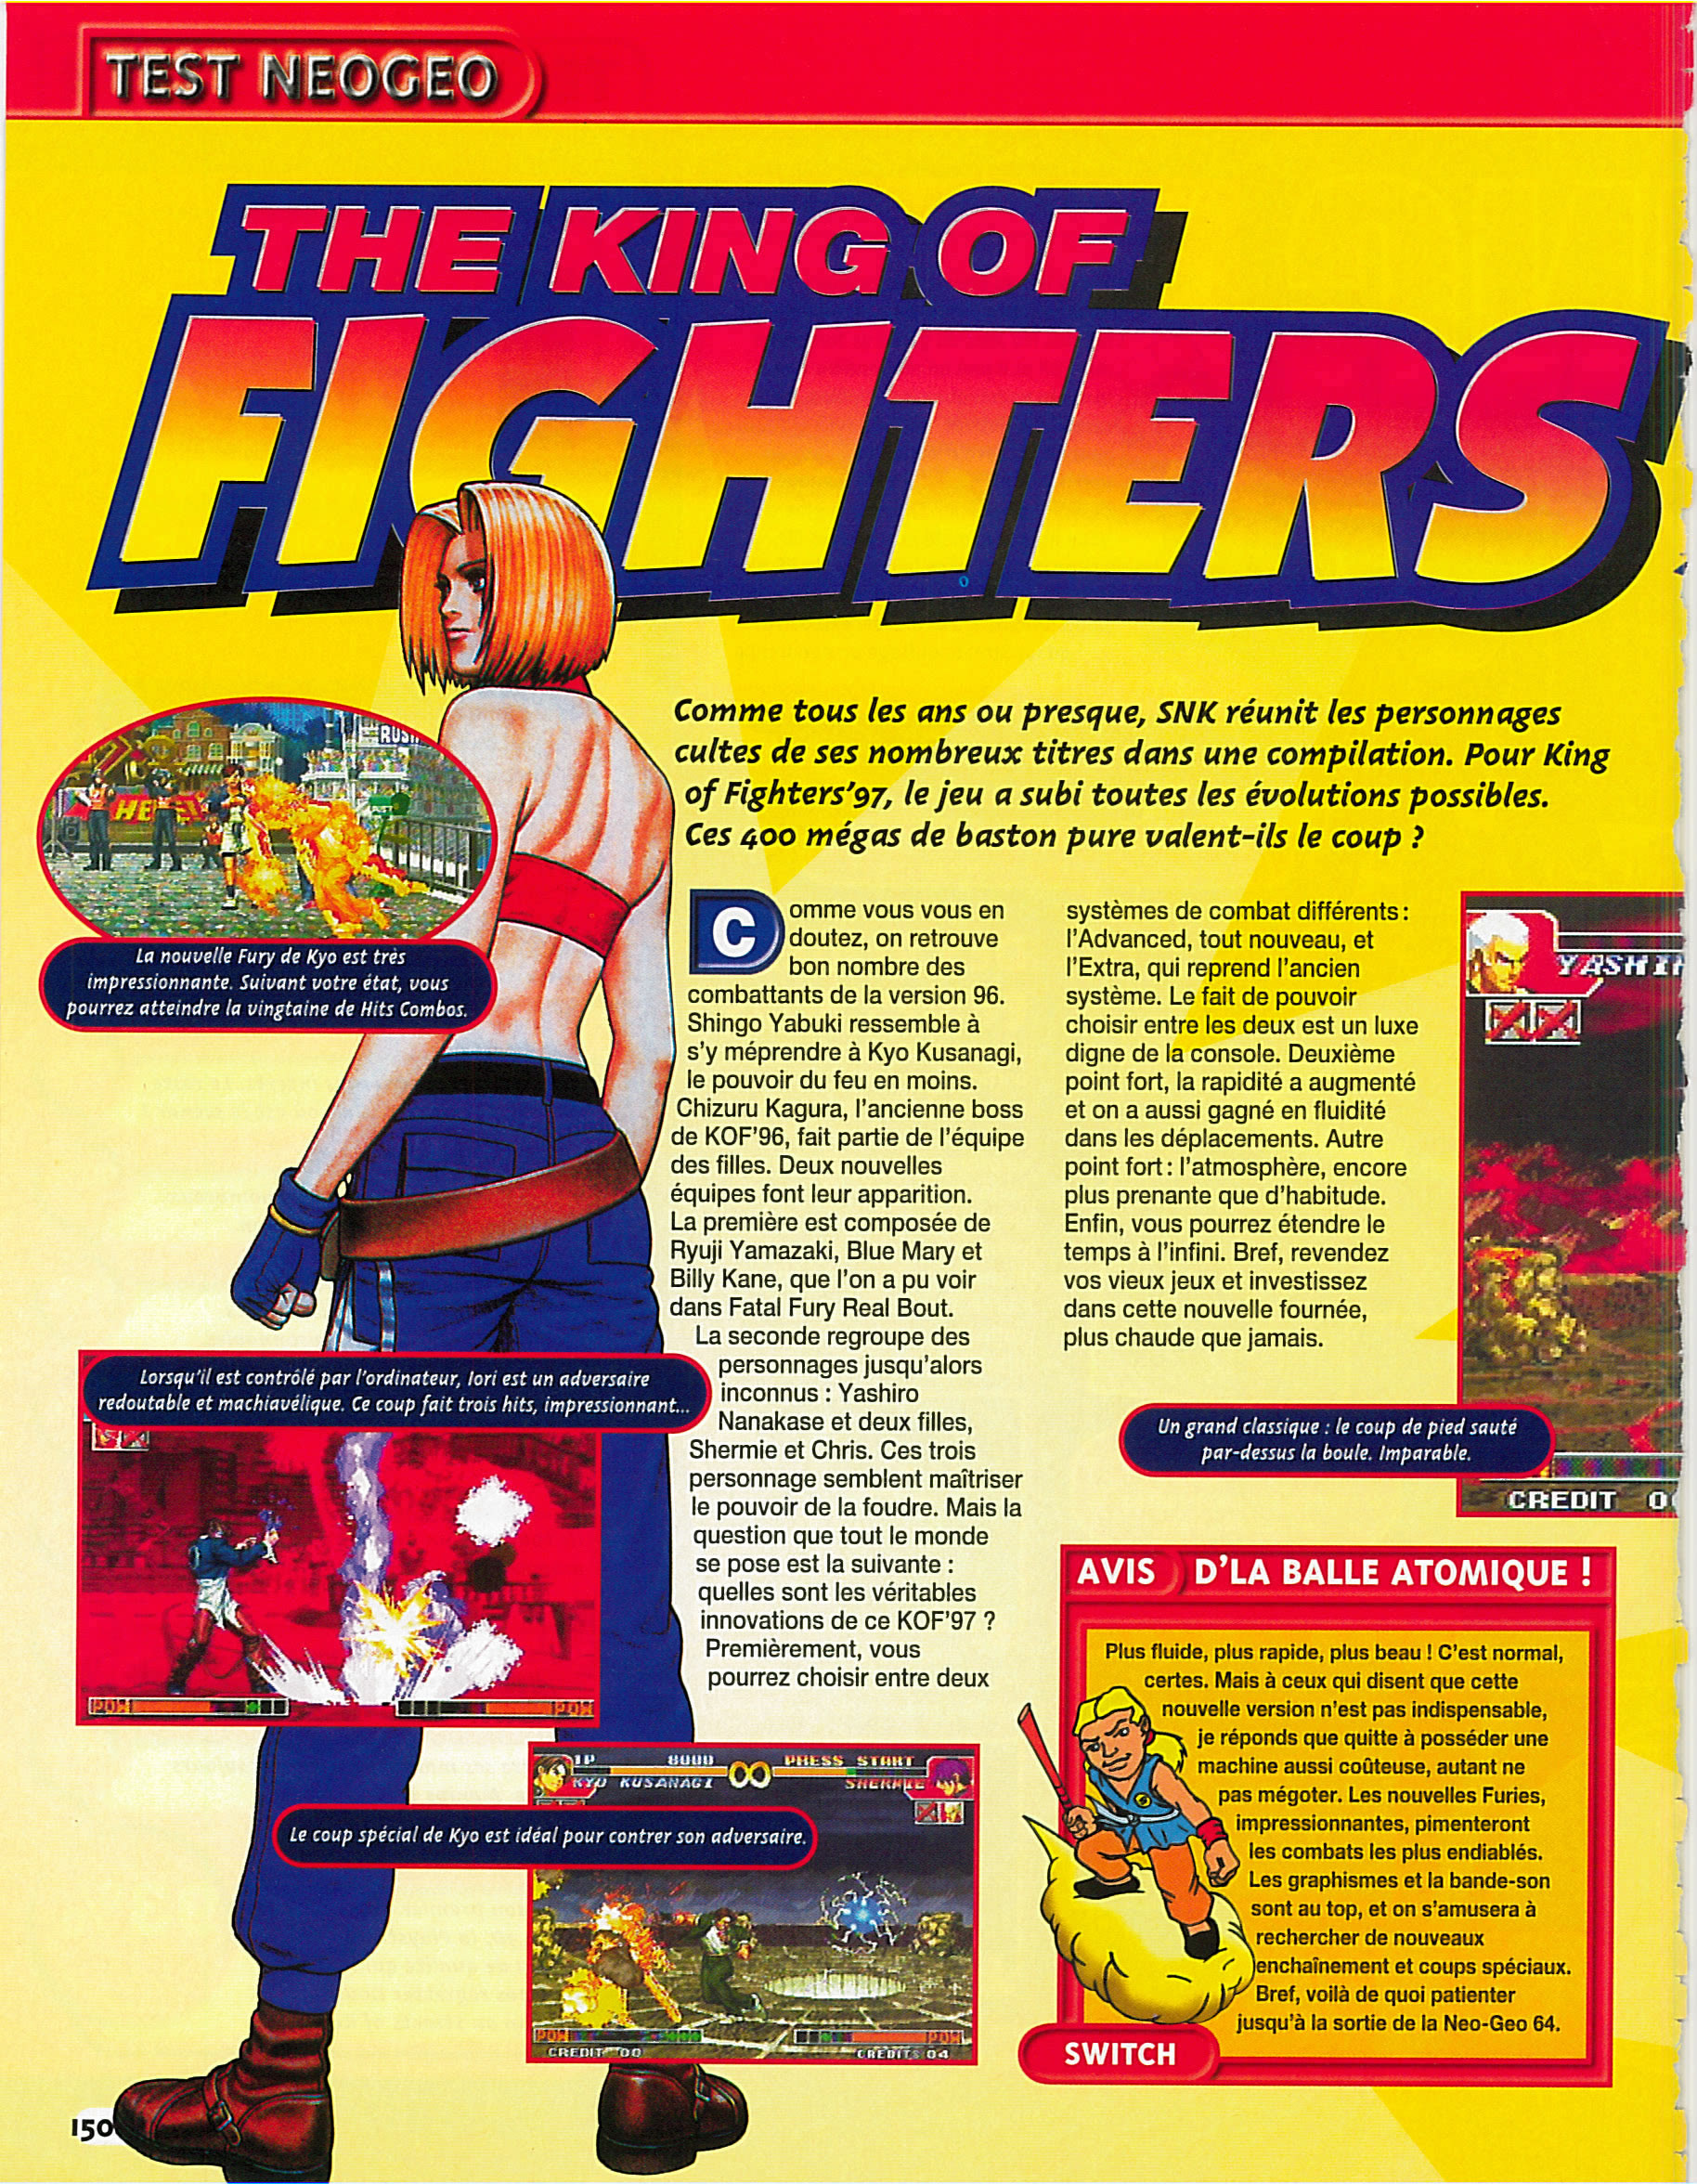 TEST NEOGEO
THE KING OF
FIGHTERS
Comme tous les ans ou presque, SNK réunit les personnages
cultes de ses nombreux titres dans une compilation. Pour King
of Fighters'97, le jeu a subi toutes les évolutions possibles.
Ces 400 mégas de baston pure valent-ils le coup ?
HE
RUSH
La nouvelle Fury de Kyo est très
impressionnante. Suivant votre état, vous
pourrez atteindre la vingtaine de Hits Combos.
Comme vous vous en
doutez, on retrouve
bon nombre des
combattants de la version 96.
Shingo Yabuki ressemble à
s'y méprendre à Kyo Kusanagi,
le pouvoir du feu en moins.
Chizuru Kagura, l'ancienne boss
de KOF'96, fait partie de l'équipe
des filles. Deux nouvelles
équipes font leur apparition.
La première est composée de
Ryuji Yamazaki, Blue Mary et
Billy Kane, que l'on a pu voir
dans Fatal Fury Real Bout.
La seconde regroupe des
personnages jusqu'alors
inconnus : Yashiro
Nanakase et deux filles,
Shermie et Chris. Ces trois
personnage semblent maîtriser
le pouvoir de la foudre. Mais la
question que tout le monde
se pose est la suivante :
quelles sont les véritables
innovations de ce KOF'97 ?
Premièrement, vous
pourrez choisir entre deux
systèmes de combat différents :
l'Advanced, tout nouveau, et
l'Extra, qui reprend l'ancien
système. Le fait de pouvoir
choisir entre les deux est un luxe
digne de la console. Deuxième
point fort, la rapidité a augmenté
et on a aussi gagné en fluidité
dans les déplacements. Autre
point fort : l'atmosphère, encore
plus prenante que d'habitude.
Enfin, vous pourrez étendre le
temps à l'infini. Bref, revendez
vos vieux jeux et investissez
dans cette nouvelle fournée,
plus chaude que jamais.
YASHI
Un grand classique : le coup de pied sauté
par-dessus la boule. Imparable.
CREDIT 0
Lorsqu'il est contrôlé par l'ordinateur, Iori est un adversaire
redoutable et machiavélique. Ce coup fait trois hits, impressionnant...
POW POW
1P 8000 PRESS START
KYO KUSANAGI SHERMIE
Le coup spécial de Kyo est idéal pour contrer son adversaire.
POW POW
CREDIT 00 CREDITS 04
AVIS D'LA BALLE ATOMIQUE !
Plus fluide, plus rapide, plus beau ! C'est normal,
certes. Mais à ceux qui disent que cette
nouvelle version n'est pas indispensable,
je réponds que quitte à posséder une
machine aussi coûteuse, autant ne
pas mégoter. Les nouvelles Furies,
impressionnantes, pimenteront
les combats les plus endiablés.
Les graphismes et la bande-son
sont au top, et on s'amusera à
rechercher de nouveaux
enchaînement et coups spéciaux.
Bref, voilà de quoi patienter
jusqu'à la sortie de la Neo-Geo 64.
SWITCH
150